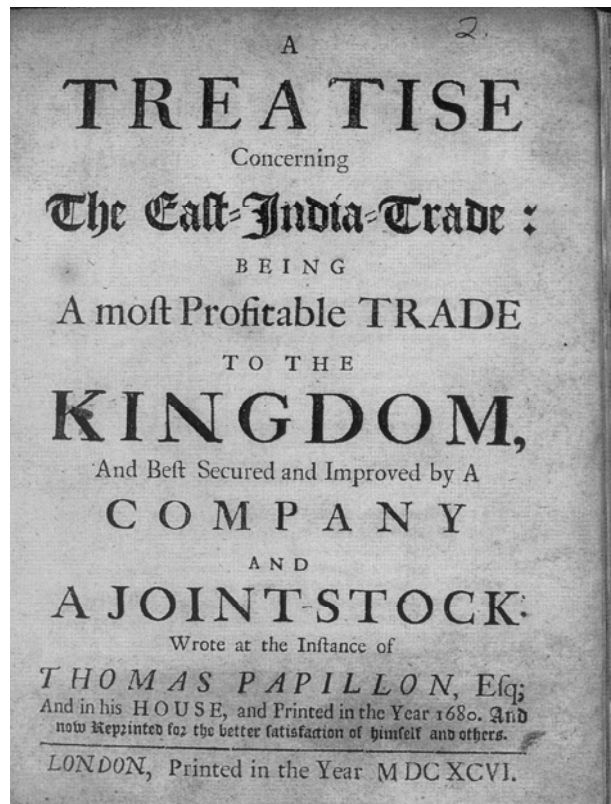 2.
A
TREATISE
Concerning
The Eaſt-India-Trade:
BEING
A moſt Profitable TRADE
TO THE
KINGDOM,
And Beſt Secured and Improved by A
COMPANY
AND
A JOINT-STOCK:
Wrote at the Inſtance of
THOMAS PAPILLON, Eſq;
And in his HOUSE, and Printed in the Year 1680. And
now Reprinted for the better ſatisfaction of himſelf and others.
LONDON, Printed in the Year MDCXCVI.